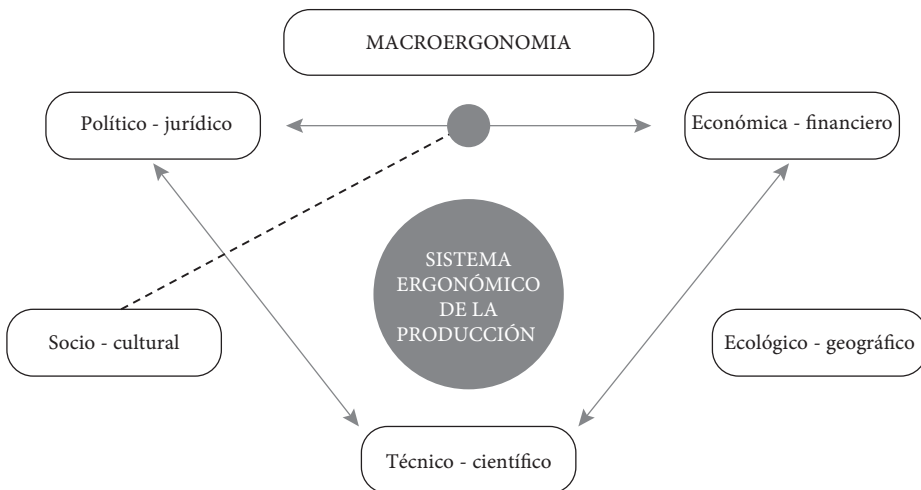 MACROERGONOMIA
Político - jurídico
Económica - financiero
SISTEMA
ERGONÓMICO
DE LA
PRODUCCIÓN
Socio - cultural
Ecológico - geográfico
Técnico - científico